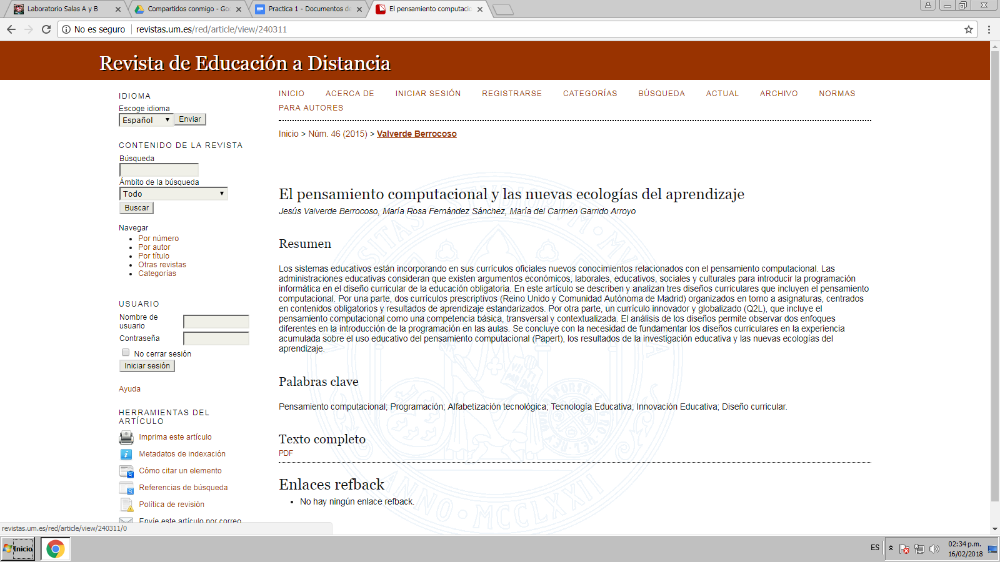 Laboratorio Salas A y B
Compartidos conmigo - Go
Practica 1 - Documentos de
El pensamiento computacio
No es seguro
revistas.um.es/red/article/view/240311
Revista de Educación a Distancia
IDIOMA
Escoge idioma
Español
Enviar
CONTENIDO DE LA REVISTA
Búsqueda
Ámbito de la búsqueda
Todo
Buscar
Navegar
Por número
Por autor
Por título
Otras revistas
Categorías
USUARIO
Nombre de
usuario
Contraseña
No cerrar sesión
Iniciar sesión
Ayuda
HERRAMIENTAS DEL
ARTÍCULO
Imprima este artículo
Metadatos de indexación
Cómo citar un elemento
Referencias de búsqueda
Política de revisión
Envíe este artículo por correo
INICIO ACERCA DE INICIAR SESIÓN REGISTRARSE CATEGORÍAS BÚSQUEDA ACTUAL ARCHIVO NORMAS
PARA AUTORES
Inicio > Núm. 46 (2015) > Valverde Berrocoso
El pensamiento computacional y las nuevas ecologías del aprendizaje
Jesús Valverde Berrocoso, María Rosa Fernández Sánchez, María del Carmen Garrido Arroyo
Resumen
Los sistemas educativos están incorporando en sus currículos oficiales nuevos conocimientos relacionados con el pensamiento computacional. Las
administraciones educativas consideran que existen argumentos económicos, laborales, educativos, sociales y culturales para introducir la programación
informática en el diseño curricular de la educación obligatoria. En este artículo se describen y analizan tres diseños curriculares que incluyen el pensamiento
computacional. Por una parte, dos currículos prescriptivos (Reino Unido y Comunidad Autónoma de Madrid) organizados en torno a asignaturas, centrados
en contenidos obligatorios y resultados de aprendizaje estandarizados. Por otra parte, un currículo innovador y globalizado (Q2L), que incluye el
pensamiento computacional como una competencia básica, transversal y contextualizada. El análisis de los diseños permite observar dos enfoques
diferentes en la introducción de la programación en las aulas. Se concluye con la necesidad de fundamentar los diseños curriculares en la experiencia
acumulada sobre el uso educativo del pensamiento computacional (Papert), los resultados de la investigación educativa y las nuevas ecologías del
aprendizaje.
Palabras clave
Pensamiento computacional; Programación; Alfabetización tecnológica; Tecnología Educativa; Innovación Educativa; Diseño curricular.
Texto completo
PDF
Enlaces refback
No hay ningún enlace refback.
ANNO · MCCLXXII
revistas.um.es/red/article/view/240311/0
Inicio
ES
02:34 p.m.
16/02/2018